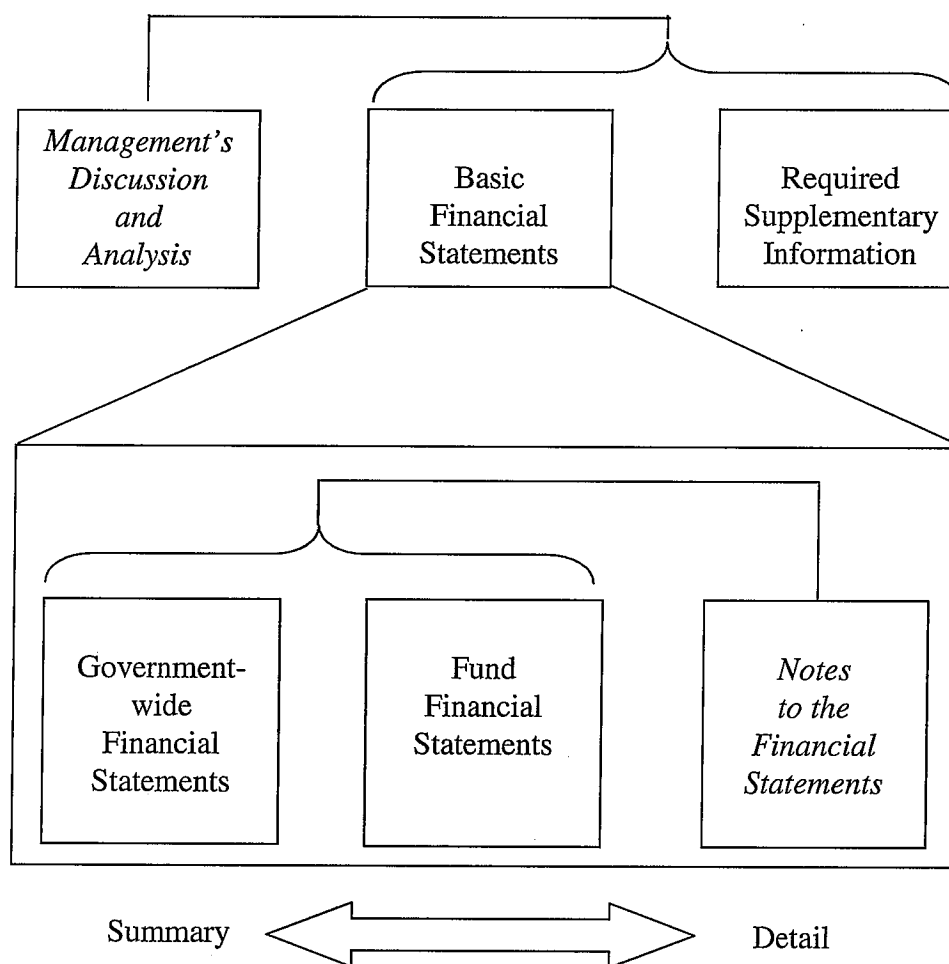 Management's
Discussion
and
Analysis
Basic
Financial
Statements
Required
Supplementary
Information
Government-
wide
Financial
Statements
Fund
Financial
Statements
Notes
to the
Financial
Statements
Summary
Detail